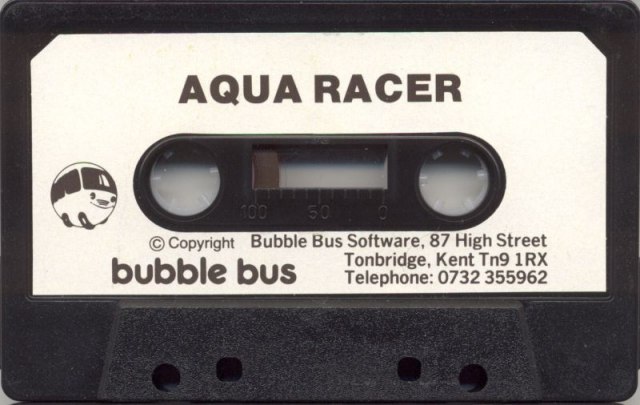 AQUA RACER
100 50 0
© Copyright Bubble Bus Software, 87 High Street
bubble bus Tonbridge, Kent Tn9 1RX
Telephone: 0732 355962